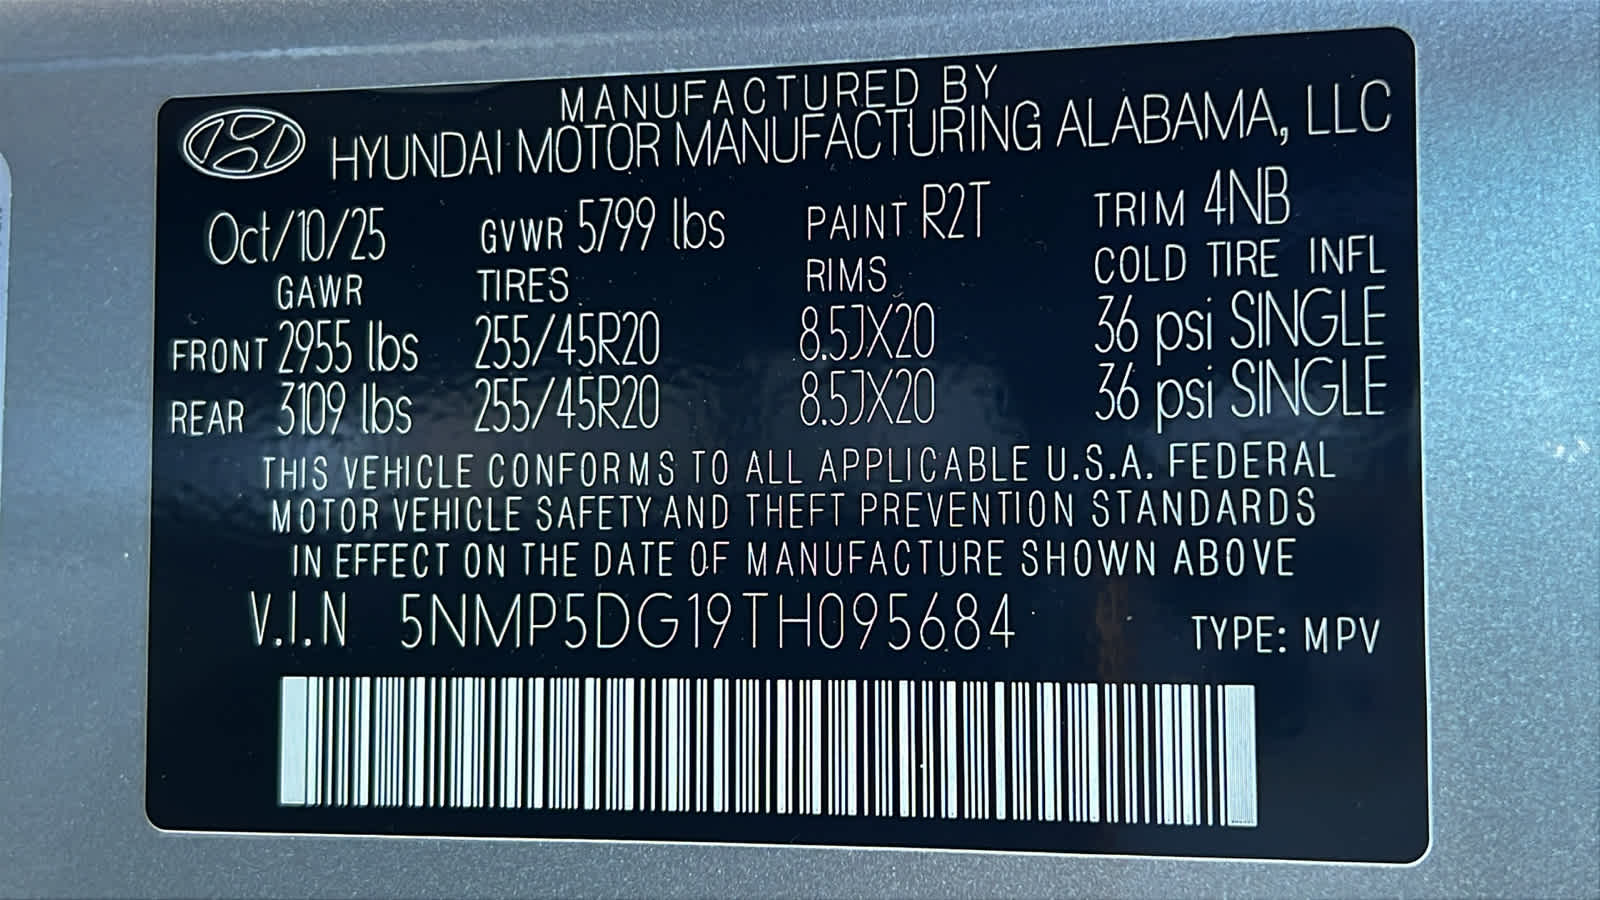 MANUFACTURED BY
HYUNDAI MOTOR MANUFACTURING ALABAMA, LLC
Oct/10/25 GVWR 5799 lbs PAINT R2T TRIM 4NB
GAWR TIRES RIMS COLD TIRE INFL
FRONT 2955 lbs 255/45R20 8.5JX20 36 psi SINGLE
REAR 3109 lbs 255/45R20 8.5JX20 36 psi SINGLE
THIS VEHICLE CONFORMS TO ALL APPLICABLE U.S.A. FEDERAL
MOTOR VEHICLE SAFETY AND THEFT PREVENTION STANDARDS
IN EFFECT ON THE DATE OF MANUFACTURE SHOWN ABOVE
V.I.N 5NMP5DG19TH095684 TYPE: MPV